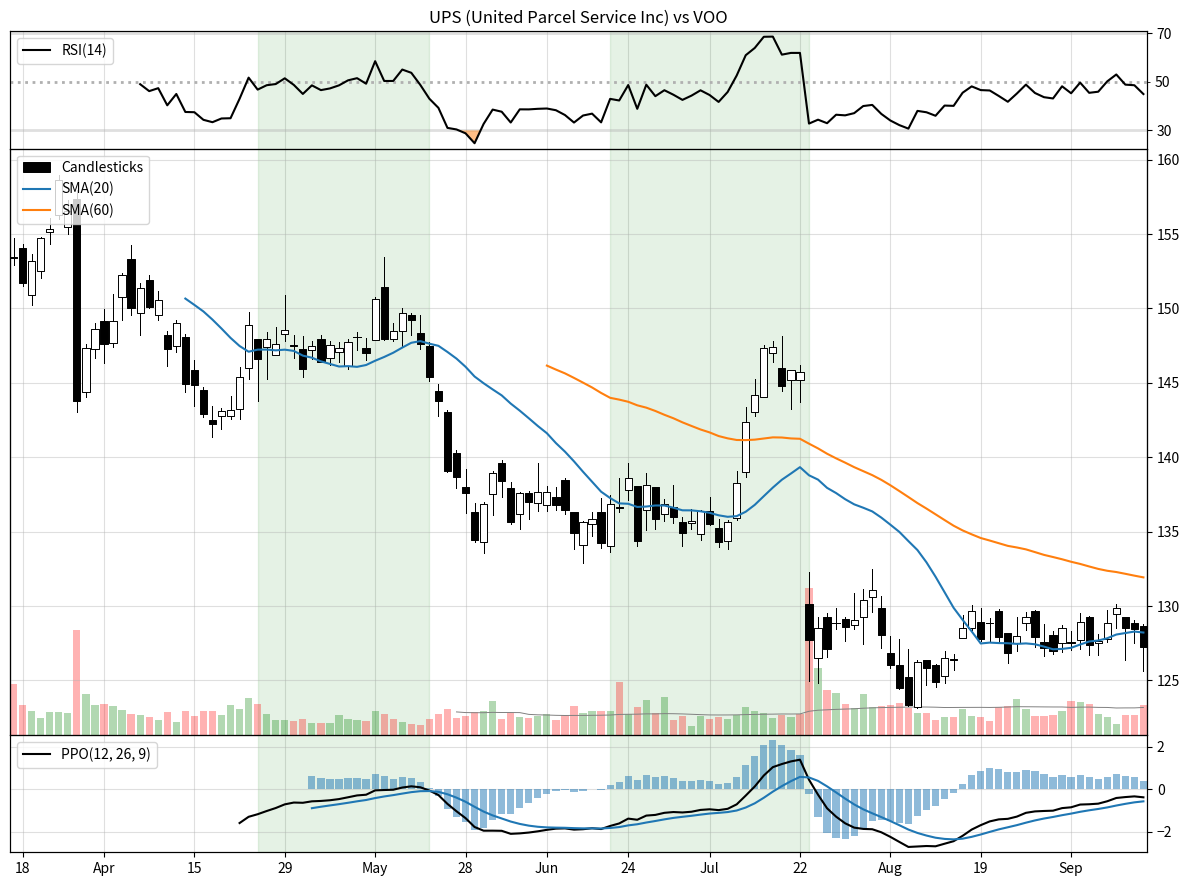 UPS (United Parcel Service Inc) vs VOO
RSI(14)
70
50
30
Candlesticks
SMA(20)
SMA(60)
160
155
150
145
140
135
130
125
PPO(12, 26, 9)
2
0
−2
18 Apr 15 29 May 28 Jun 24 Jul 22 Aug 19 Sep